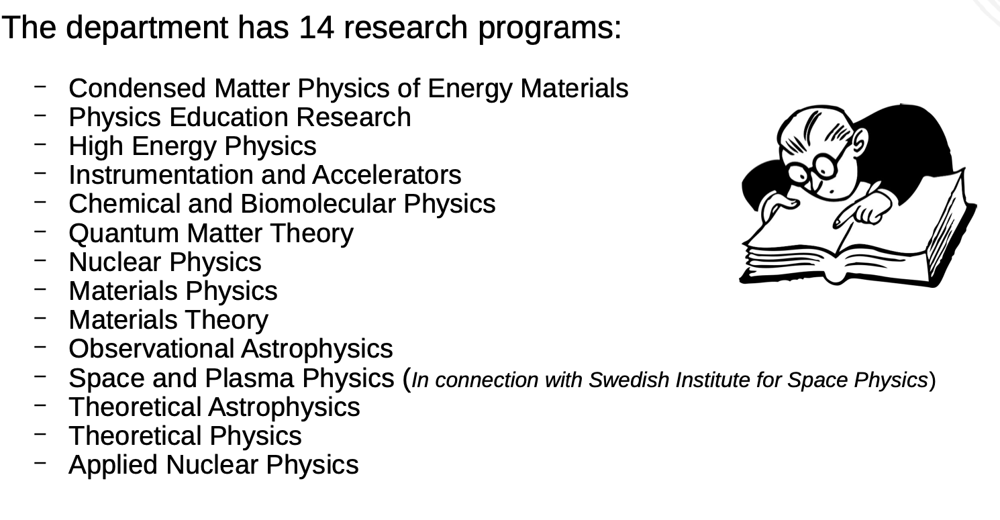 The department has 14 research programs:
– Condensed Matter Physics of Energy Materials
– Physics Education Research
– High Energy Physics
– Instrumentation and Accelerators
– Chemical and Biomolecular Physics
– Quantum Matter Theory
– Nuclear Physics
– Materials Physics
– Materials Theory
– Observational Astrophysics
– Space and Plasma Physics (In connection with Swedish Institute for Space Physics)
– Theoretical Astrophysics
– Theoretical Physics
– Applied Nuclear Physics